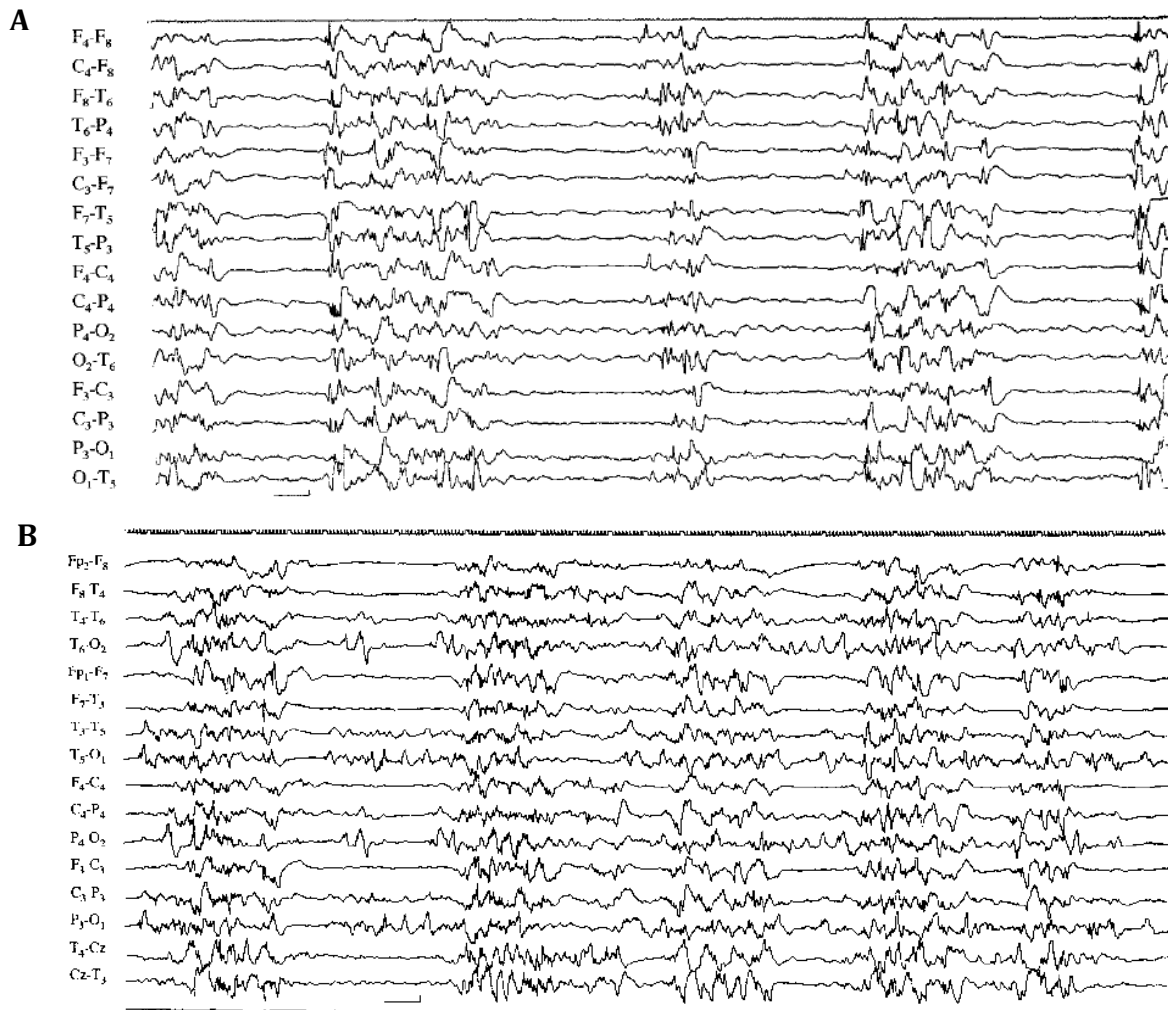 A
F₄-F₈
C₄-F₈
F₈-T₆
T₆-P₄
F₃-F₇
C₃-F₇
F₇-T₅
T₅-P₃
F₄-C₄
C₄-P₄
P₄-O₂
O₂-T₆
F₃-C₃
C₃-P₃
P₃-O₁
O₁-T₅
B
Fp₂-F₈
F₈-T₄
T₄-T₆
T₆-O₂
Fp₁-F₇
F₇-T₃
T₃-T₅
T₅-O₁
F₄-C₄
C₄-P₄
P₄-O₂
F₃-C₃
C₃-P₃
P₃-O₁
T₄-Cz
Cz-T₃